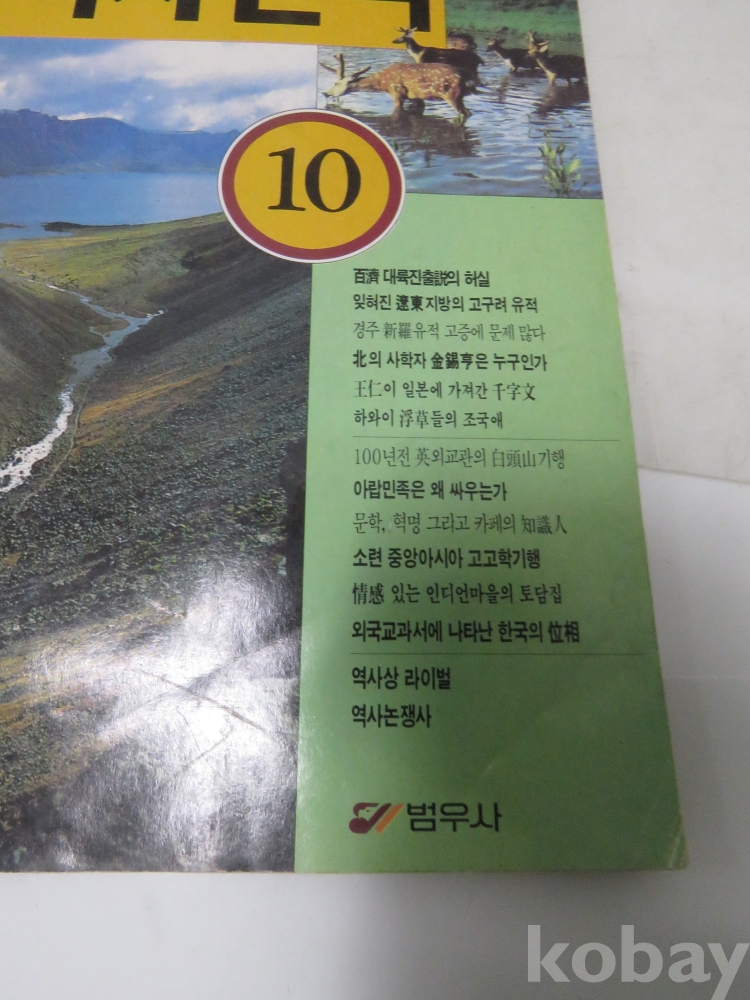 10
百濟 대륙진출說의 허실
잊혀진 遼東지방의 고구려 유적
경주 新羅유적 고증에 문제 많다
北의 사학자 金錫亨은 누구인가
王仁이 일본에 가져간 千字文
하와이 浮草들의 조국애
100년전 英외교관의 白頭山기행
아랍민족은 왜 싸우는가
문학, 혁명 그리고 카페의 知識人
소련 중앙아시아 고고학기행
情感 있는 인디언마을의 토담집
외국교과서에 나타난 한국의 位相
역사상 라이벌
역사논쟁사
범우사
kobay